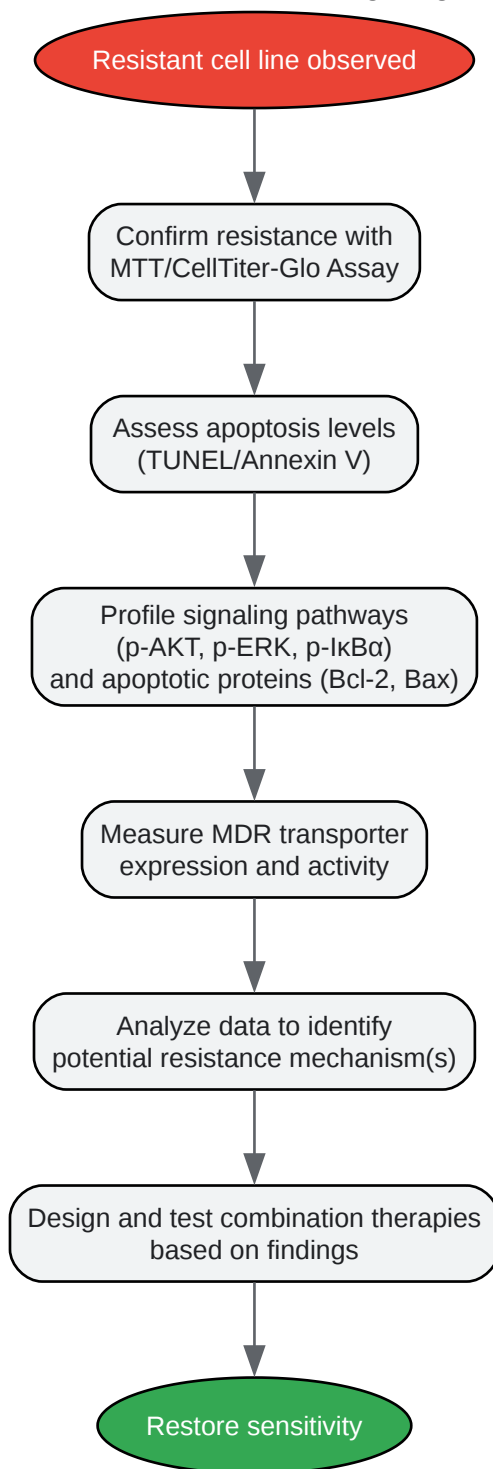 Resistant cell line observed
Confirm resistance with
MTT/CellTiter-Glo Assay
Assess apoptosis levels
(TUNEL/Annexin V)
Profile signaling pathways
(p-AKT, p-ERK, p-IκBα)
and apoptotic proteins (Bcl-2, Bax)
Measure MDR transporter
expression and activity
Analyze data to identify
potential resistance mechanism(s)
Design and test combination therapies
based on findings
Restore sensitivity